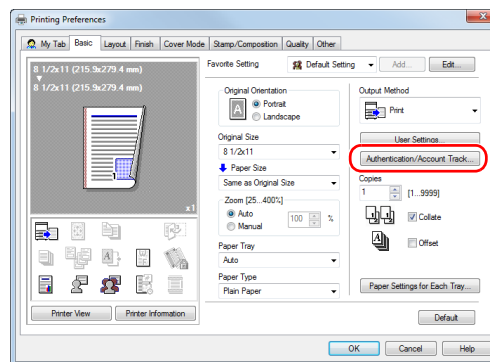 Printing Preferences
My Tab Basic Layout Finish Cover Mode Stamp/Composition Quality Other
8 1/2x11 (215.9x279.4 mm)
8 1/2x11 (215.9x279.4 mm)
1
x1
Printer View Printer Information
Favorite Setting Default Setting Add... Edit...
Original Orientation
A Portrait
Landscape
Original Size
8 1/2x11
Paper Size
Same as Original Size
Zoom [25...400%]
Auto
Manual
100 %
Paper Tray
Auto
Paper Type
Plain Paper
Output Method
Print
User Settings...
Authentication/Account Track...
Copies
1 [1...9999]
Collate
Offset
Paper Settings for Each Tray...
Default
OK Cancel Help